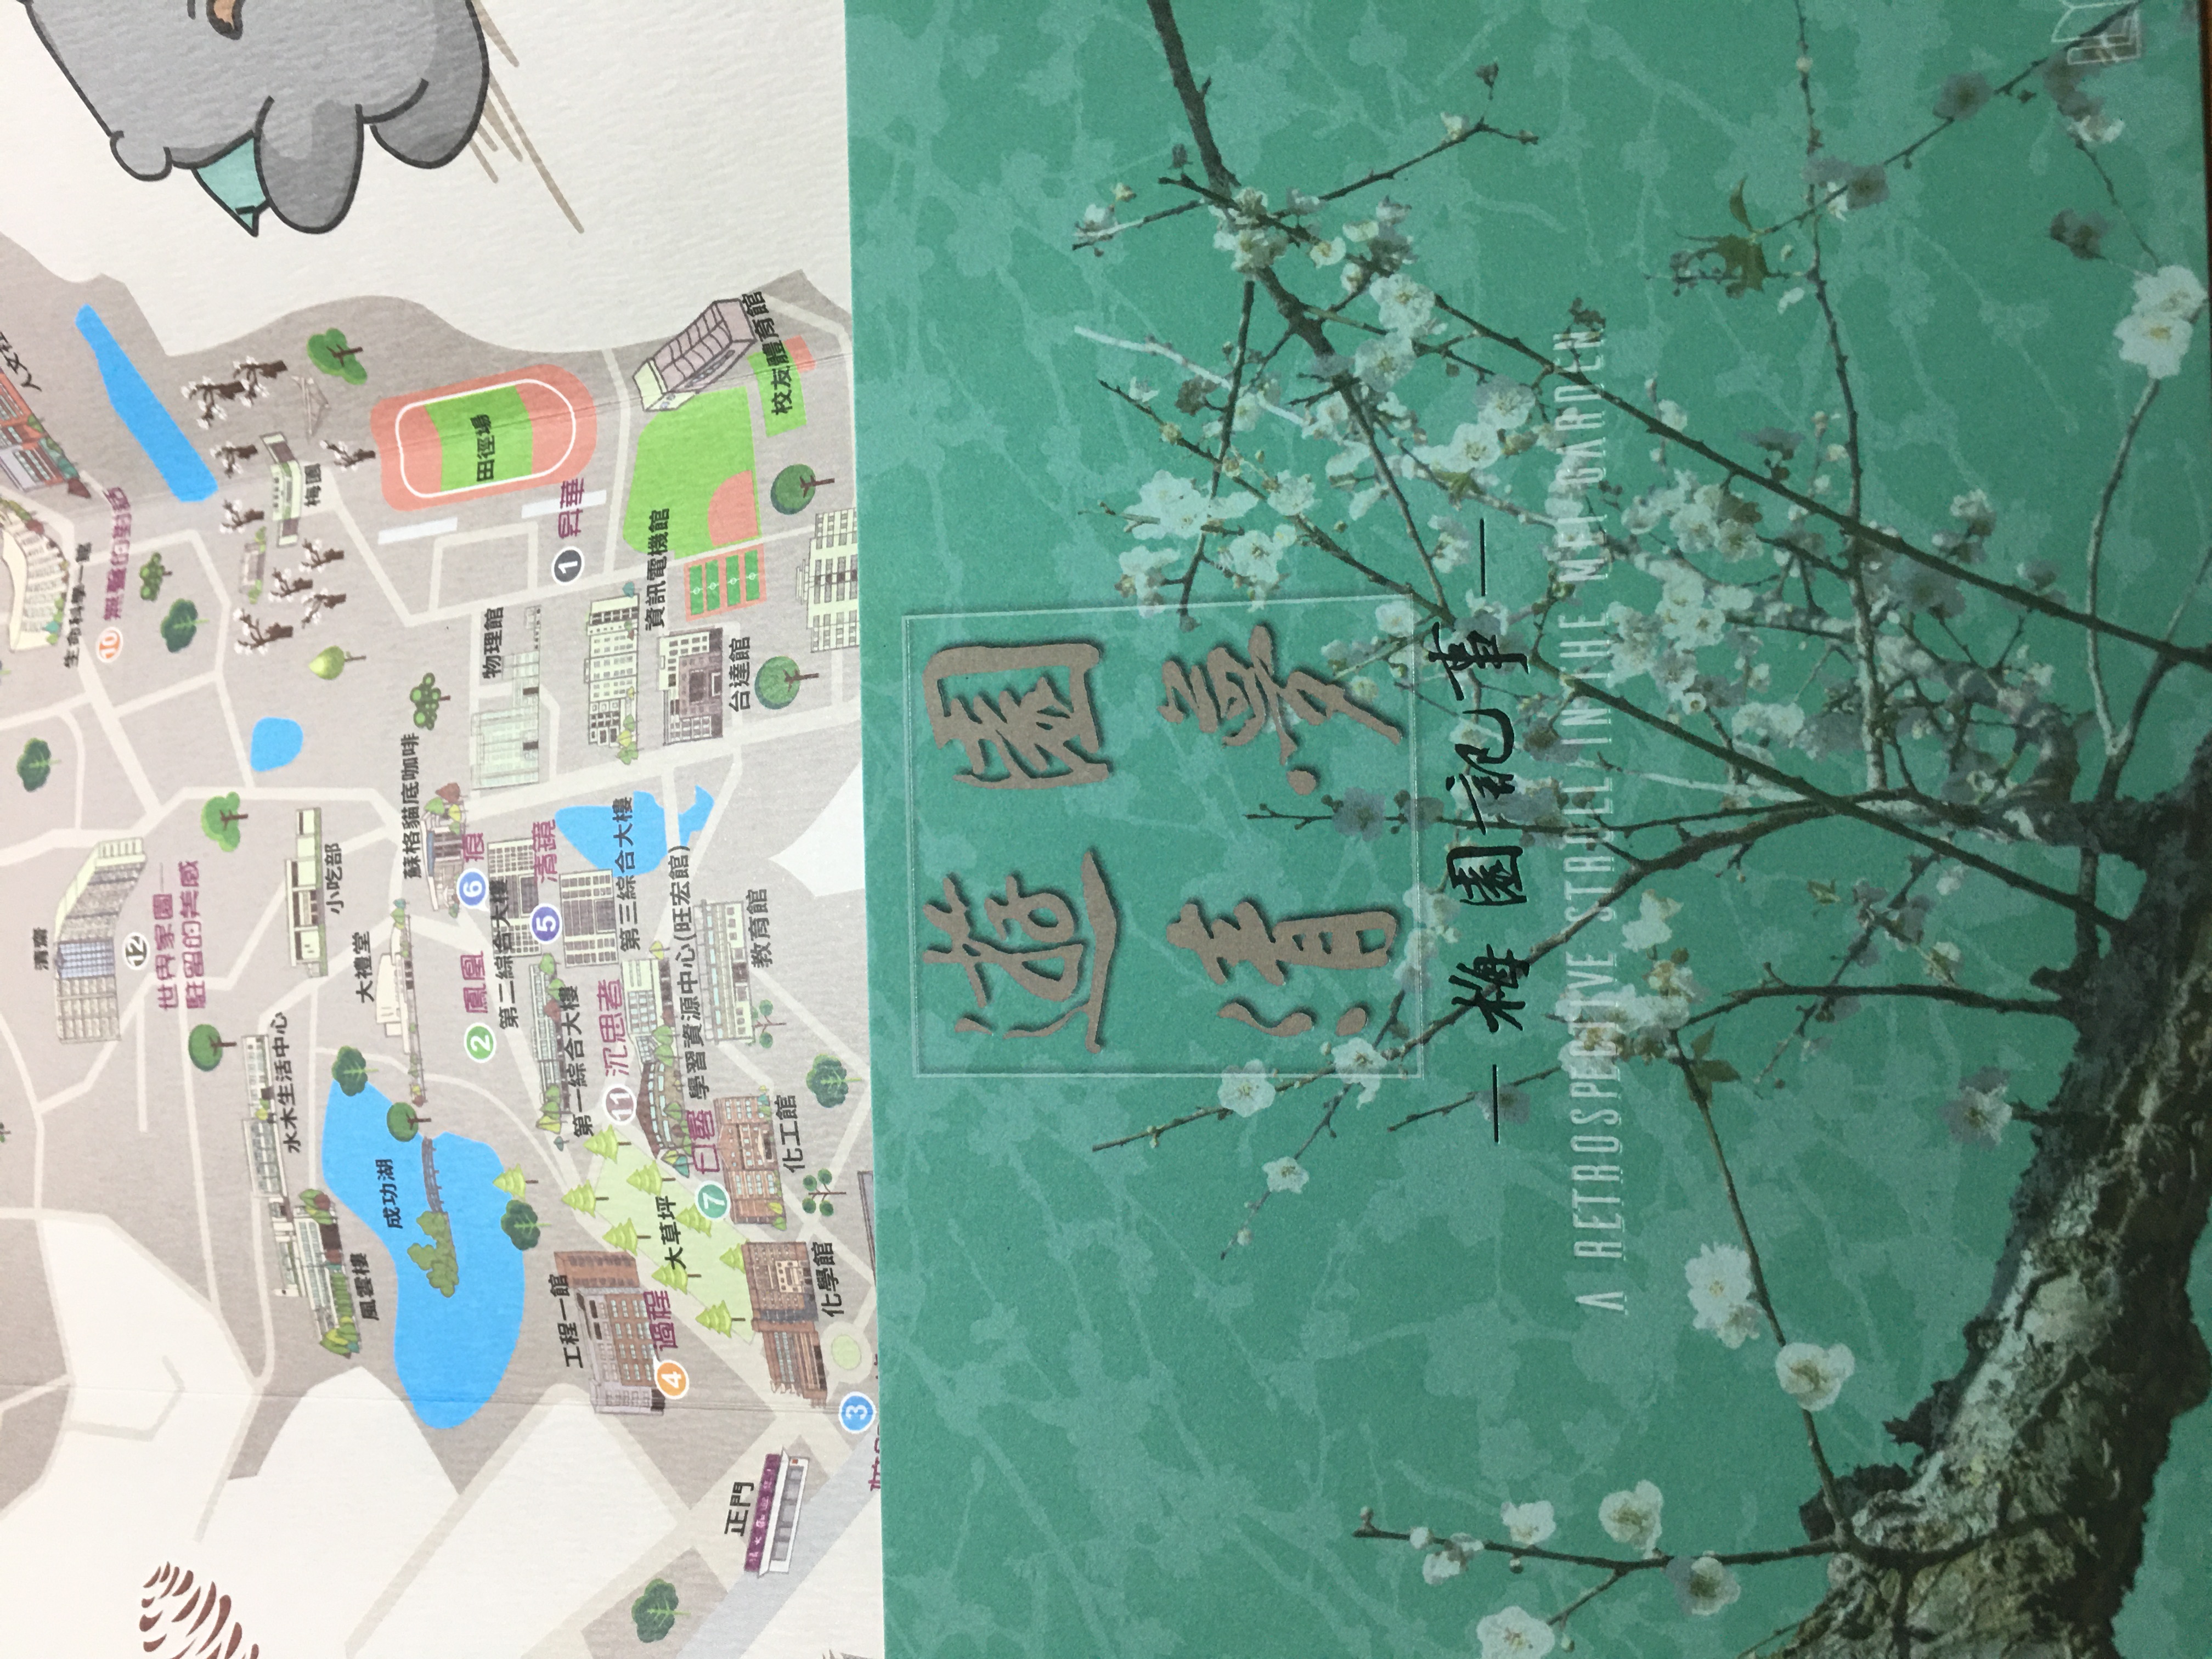 清齋
生命科學一館
人文社
⑩ 無聲的對話
⑫
世界家園—
駐留的美感
水木生活中心
小吃部
梅園
風雲樓
成功湖
大禮堂
蘇格貓底咖啡
② 鳳凰
⑥ 痕
第二綜合大樓
物理館
田徑場
⑤ 清鏡
工程一館
第一綜合大樓
① 昇華
⑪ 沉思者
第三綜合大樓
④ 過程
大草坪
資訊電機館
⑦ 日晷
學習資源中心(旺宏館)
正門
台達館
教育館
校友體育館
化工館
化學館
③
遊園
清夢
梅園記事
A RETROSPECTIVE STROLL IN THE MEI GARDEN